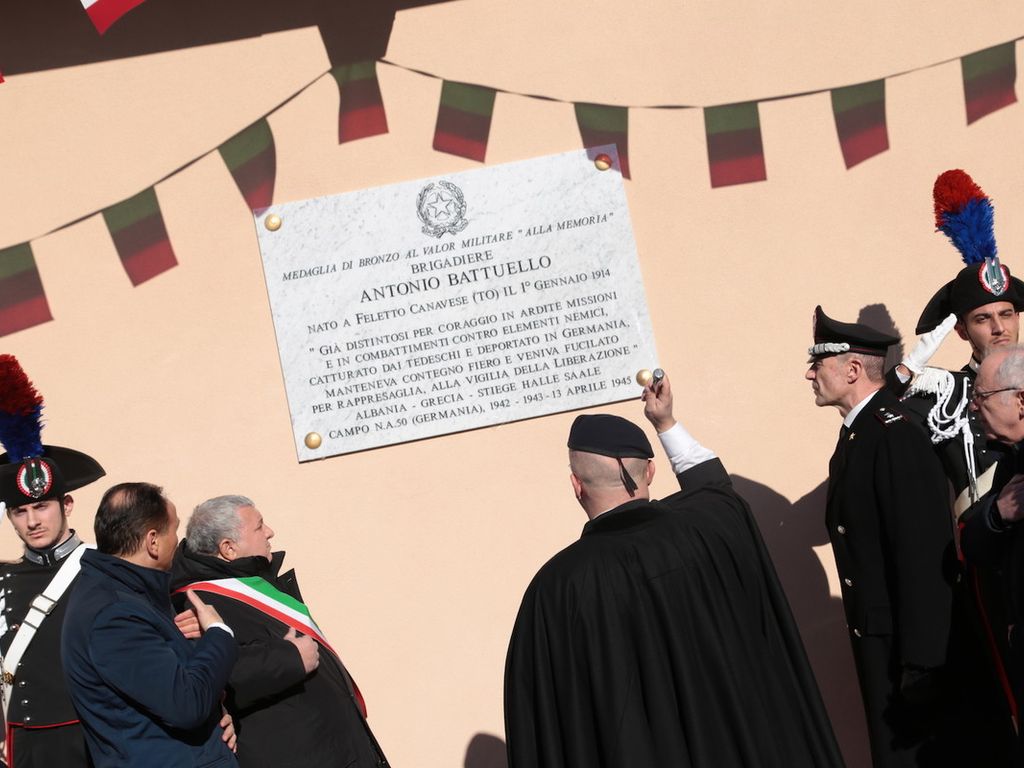 MEDAGLIA DI BRONZO AL VALOR MILITARE "ALLA MEMORIA"
BRIGADIERE
ANTONIO BATTUELLO
NATO A FELETTO CANAVESE (TO) IL 1° GENNAIO 1914
" GIÀ DISTINTOSI PER CORAGGIO IN ARDITE MISSIONI
E IN COMBATTIMENTI CONTRO ELEMENTI NEMICI,
CATTURATO DAI TEDESCHI E DEPORTATO IN GERMANIA,
MANTENEVA CONTEGNO FIERO E VENIVA FUCILATO
PER RAPPRESAGLIA, ALLA VIGILIA DELLA LIBERAZIONE "
ALBANIA - GRECIA - STIEGE HALLE SAALE
CAMPO N.A.50 (GERMANIA), 1942 - 1943 - 13 APRILE 1945